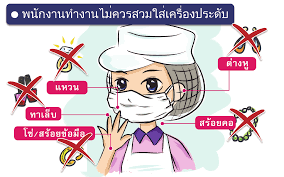 พนักงานทำงานไม่ควรสวมใส่เครื่องประดับ
ต่างหู
แหวน
ทาเล็บ
สร้อยคอ
โซ่/สร้อยข้อมือ